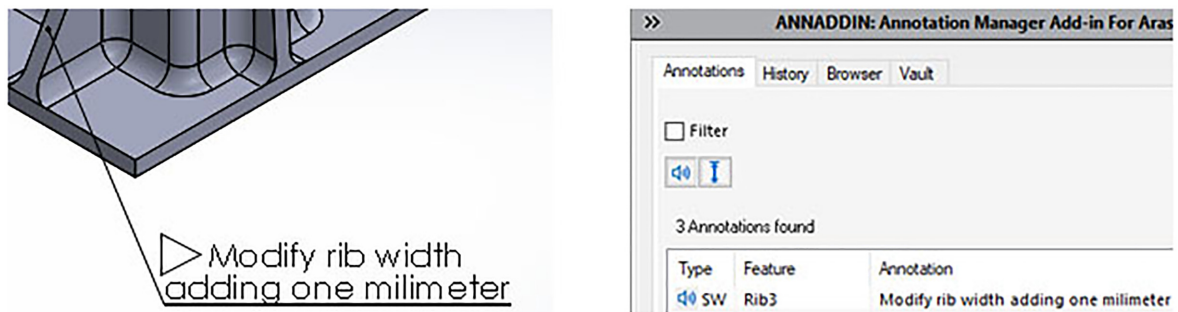 Modify rib width
adding one milimeter
ANNADDIN: Annotation Manager Add-in For Aras
Annotations History Browser Vault
Filter
3 Annotations found
Type Feature Annotation
SW Rib3 Modify rib width adding one milimeter